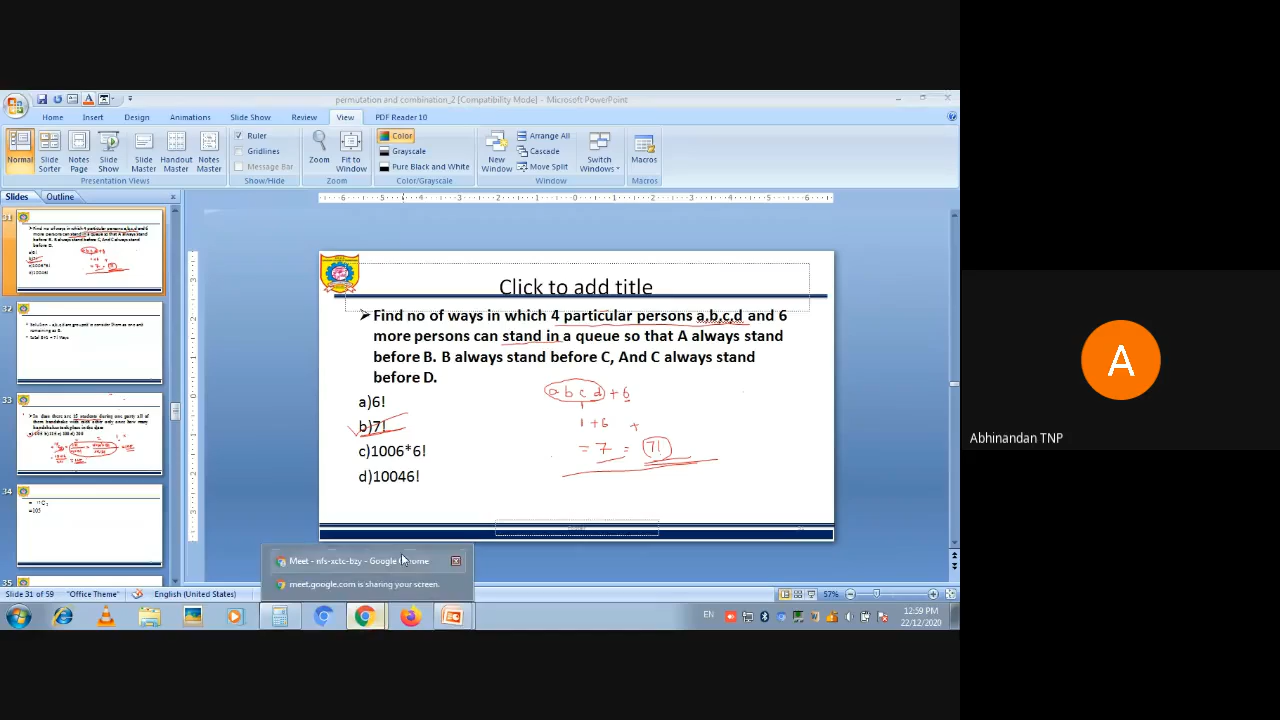 permutation and combination_2 [Compatibility Mode] - Microsoft PowerPoint
Home Insert Design Animations Slide Show Review View PDF Reader 10
Ruler
Gridlines
Message Bar
Normal Slide Sorter Notes Page Slide Show Slide Master Handout Master Notes Master
Zoom Fit to Window
Color
Grayscale
Pure Black and White
New Window
Arrange All
Cascade
Move Split
Switch Windows
Macros
Presentation Views Show/Hide Zoom Color/Grayscale Window Macros
Slides Outline
31
32
33
34
=105
35
Click to add title
Find no of ways in which 4 particular persons a,b,c,d and 6
more persons can stand in a queue so that A always stand
before B. B always stand before C, And C always stand
before D.
a)6!
b)7!
c)1006*6!
d)10046!
a b c d + 6
1 + 6 +
= 7 = 7!
Meet - nfs-xctc-bzy - Google Chrome
meet.google.com is sharing your screen.
Slide 31 of 59 "Office Theme" English (United States) 57%
EN 12:59 PM
22/12/2020
A
Abhinandan TNP